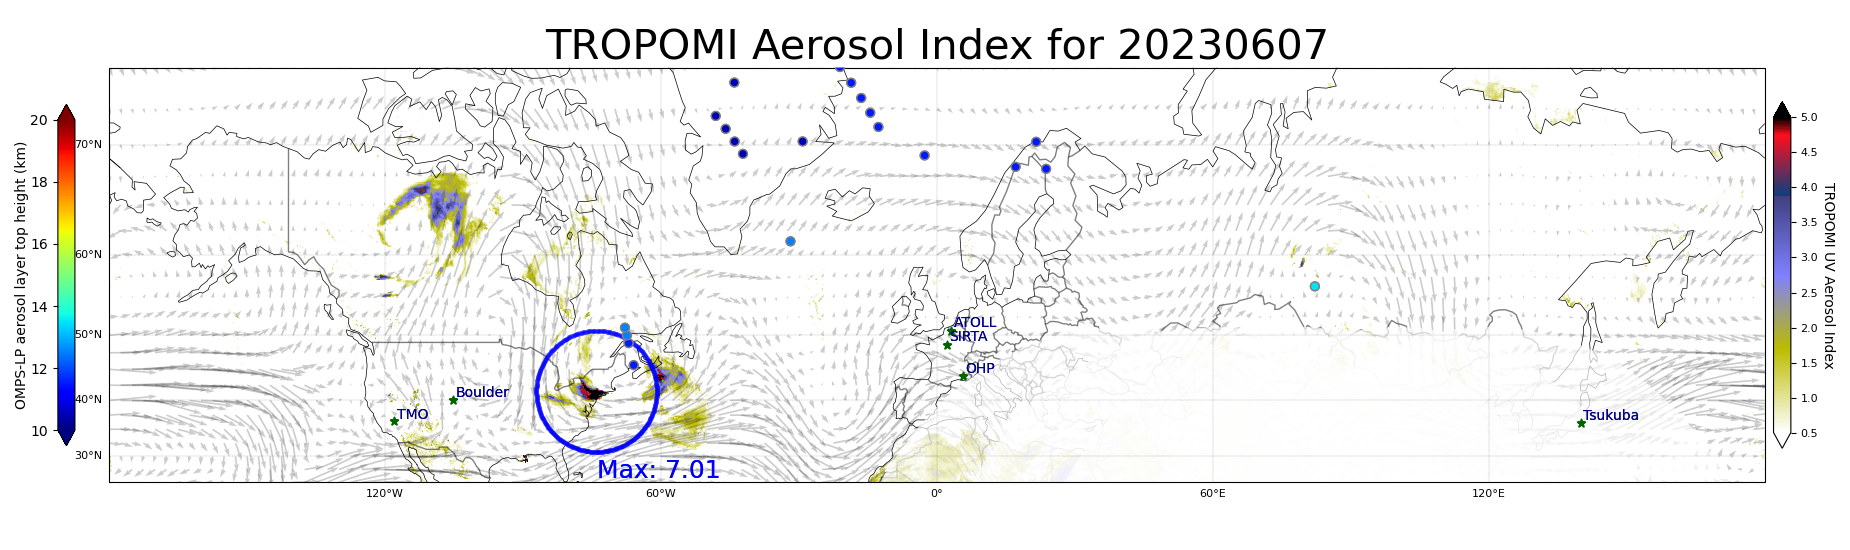 TROPOMI Aerosol Index for 20230607
OMPS-LP aerosol layer top height (km)
20
18
16
14
12
10
70°N
60°N
50°N
40°N
30°N
120°W
60°W
0°
60°E
120°E
ATOLL
SIRTA
OHP
Boulder
TMO
Tsukuba
Max: 7.01
5.0
4.5
4.0
3.5
3.0
2.5
2.0
1.5
1.0
0.5
TROPOMI UV Aerosol Index